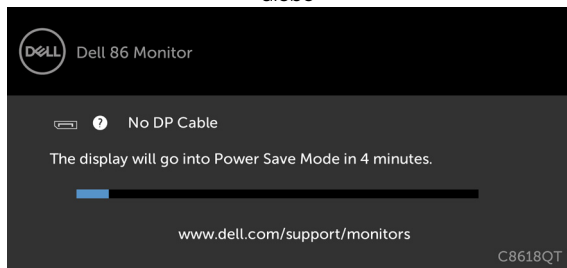 DELL
Dell 86 Monitor
? No DP Cable
The display will go into Power Save Mode in 4 minutes.
www.dell.com/support/monitors
C8618QT